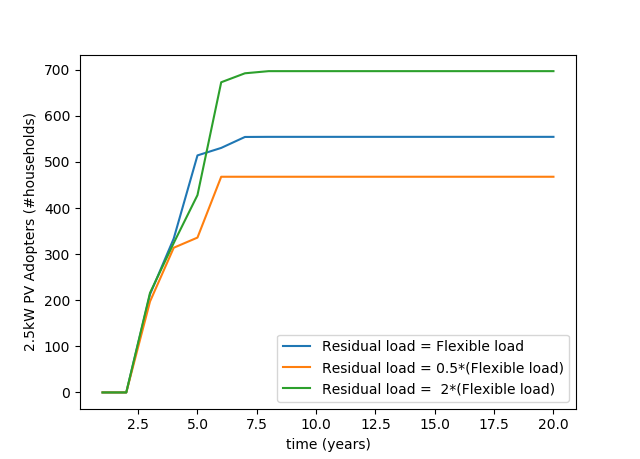 700
600
500
400
300
200
100
0
2.5kW PV Adopters (#households)
Residual load = Flexible load
Residual load = 0.5*(Flexible load)
Residual load =  2*(Flexible load)
2.5 5.0 7.5 10.0 12.5 15.0 17.5 20.0
time (years)